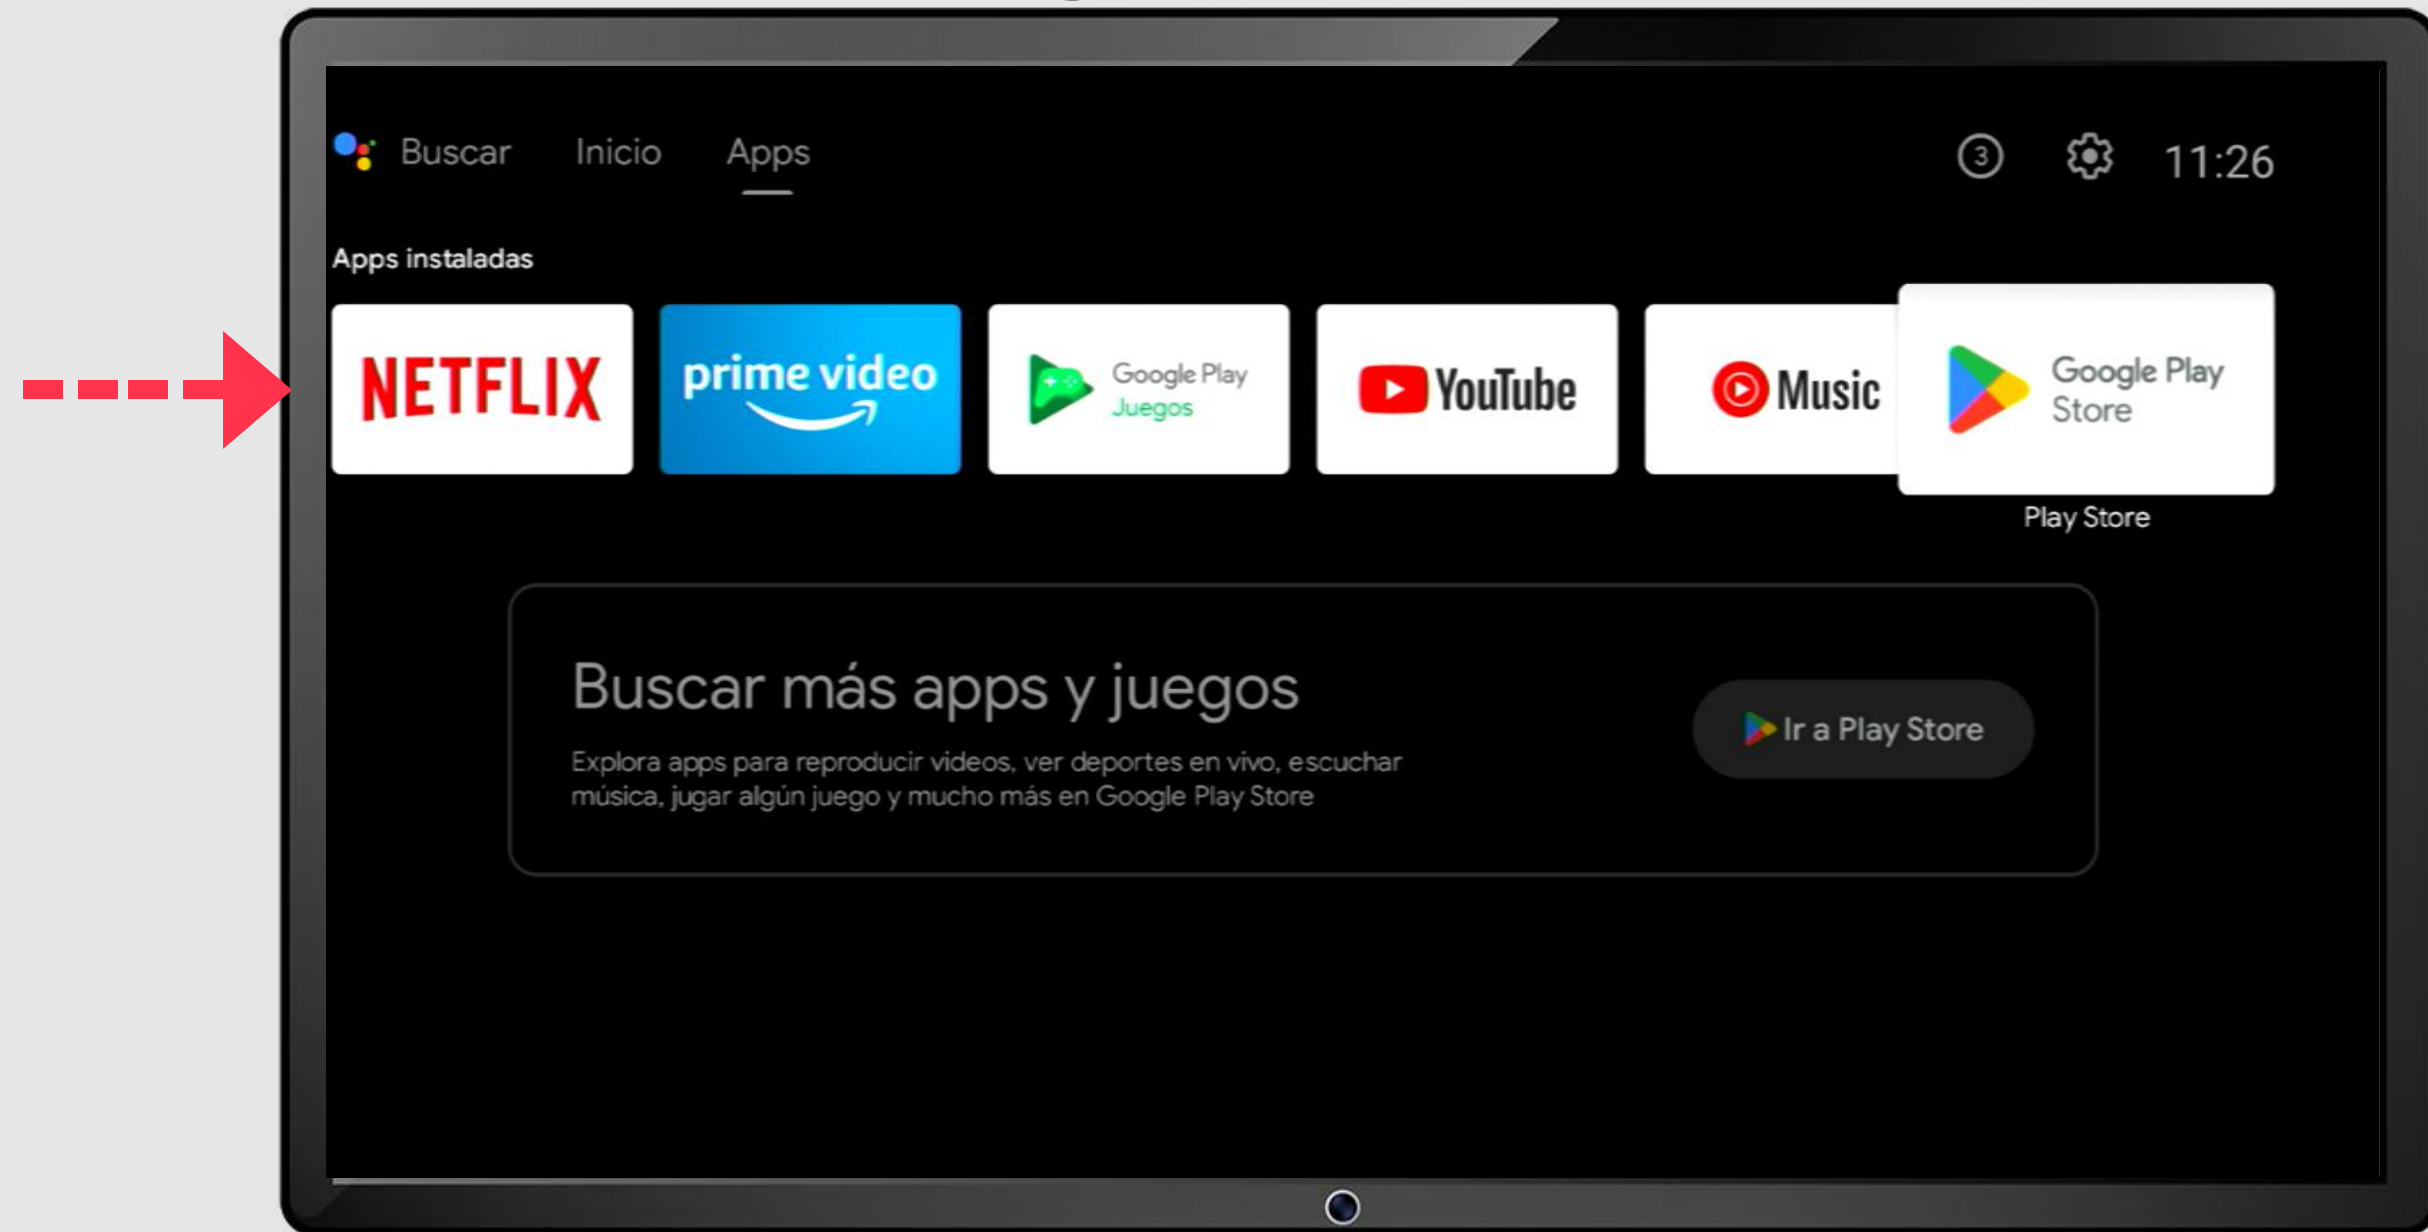 Buscar Inicio Apps 3 11:26
Apps instaladas
NETFLIX
prime video
Google Play
Juegos
YouTube
Music
Google Play
Store
Play Store
Buscar más apps y juegos
Explora apps para reproducir videos, ver deportes en vivo, escuchar
música, jugar algún juego y mucho más en Google Play Store
Ir a Play Store